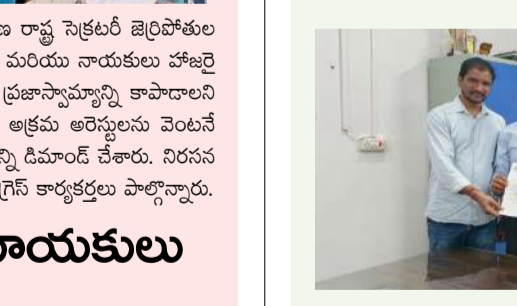 రాష్ట్ర సెక్రటరీ జెర్రిపోతుల
మరియు నాయకులు హాజరై
ప్రజాస్వామ్యాన్ని కాపాడాలని
అక్రమ అరెస్టులను వెంటనే
డిమాండ్ చేశారు. నిరసన
కార్యకర్తలు పాల్గొన్నారు.
నాయకులు